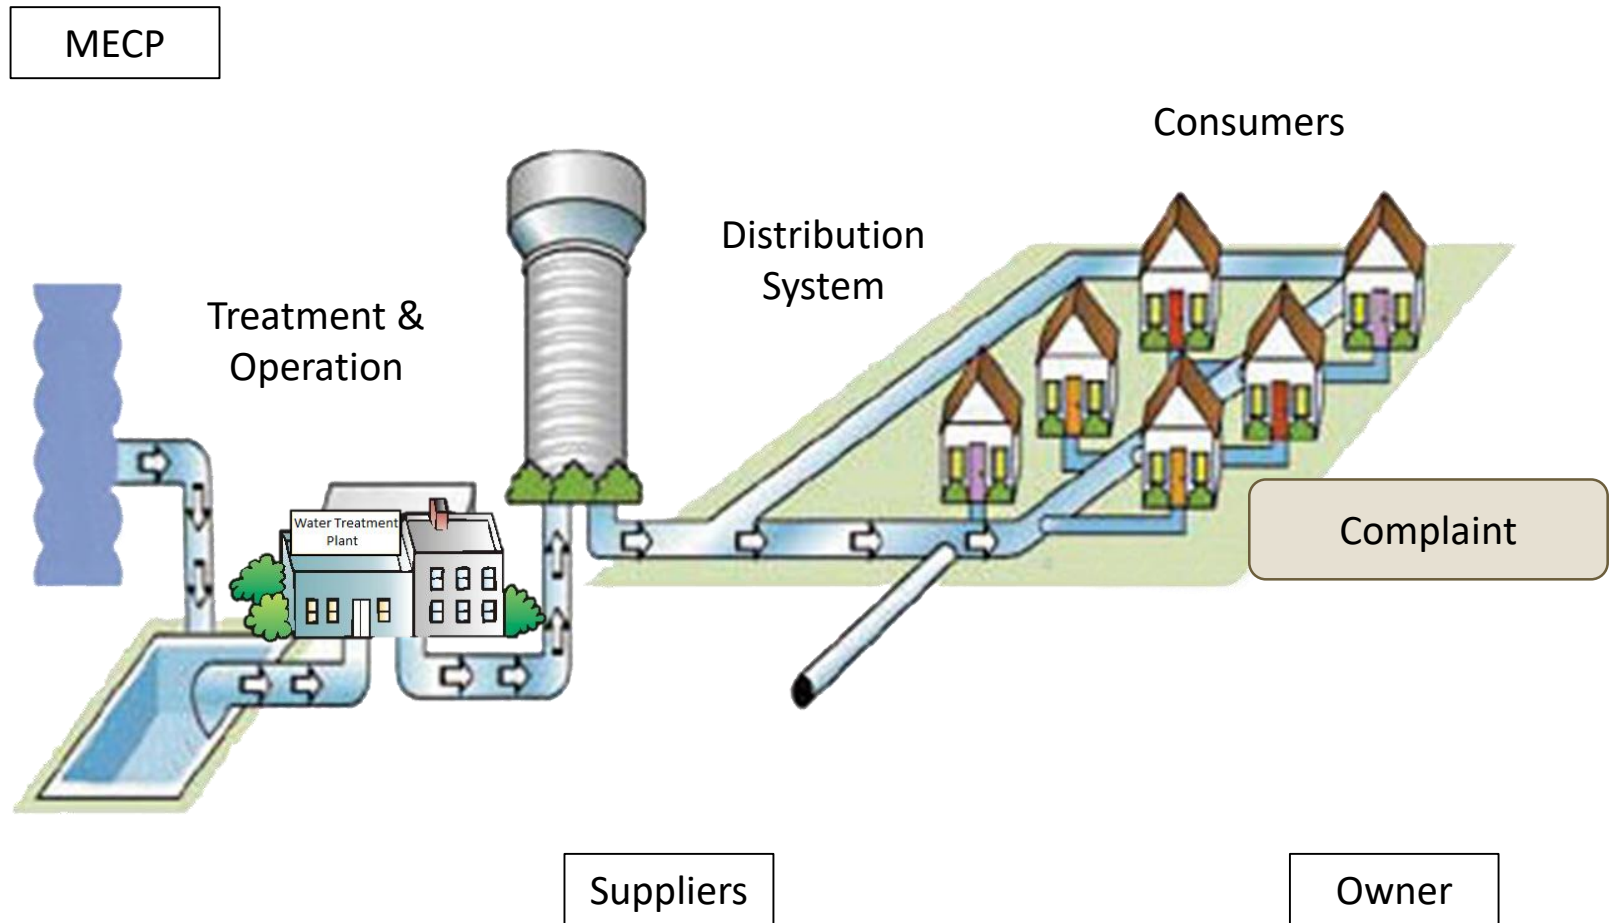 MECP
Consumers
Distribution
System
Treatment &
Operation
Water Treatment
Plant
Complaint
Suppliers
Owner